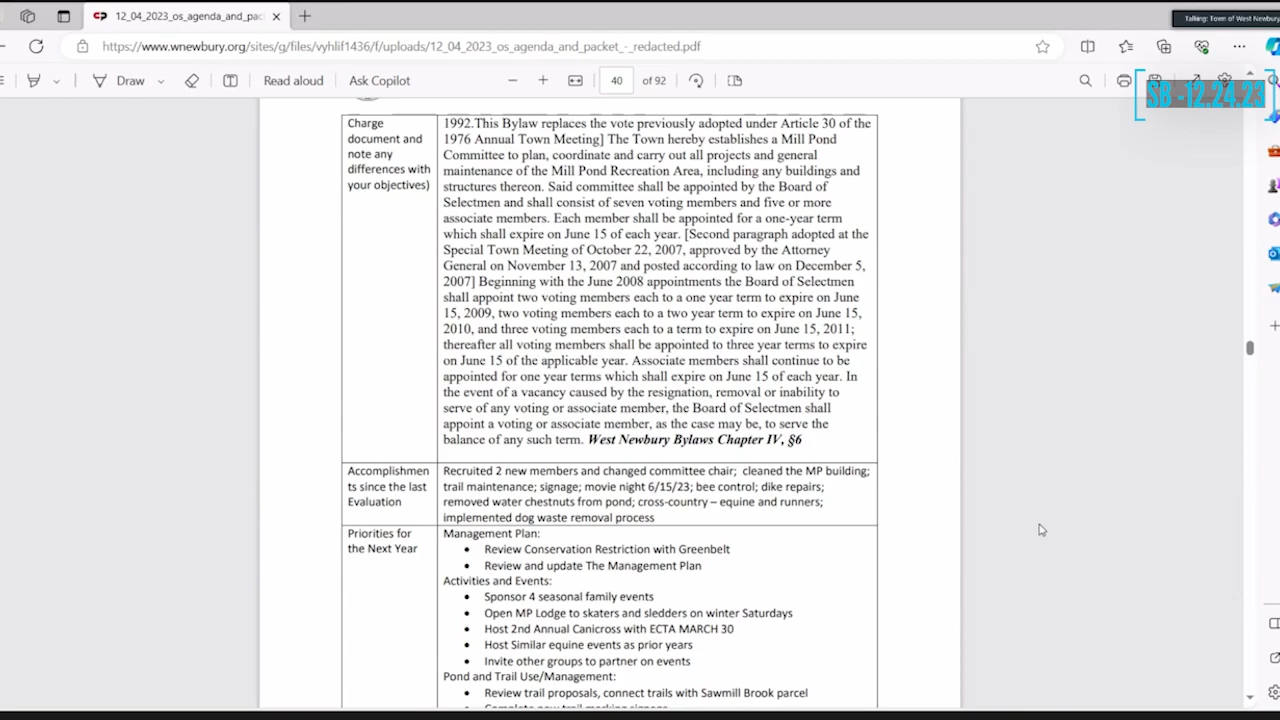 12_04_2023_os_agenda_and_pac
Talking: Town of West Newbury
https://www.wnewbury.org/sites/g/files/vyhlif1436/f/uploads/12_04_2023_os_agenda_and_packet_-_redacted.pdf
Draw
Read aloud
Ask Copilot
40 of 92
SB -12.24.23
Charge
document and
note any
differences with
your objectives)
1992.This Bylaw replaces the vote previously adopted under Article 30 of the
1976 Annual Town Meeting] The Town hereby establishes a Mill Pond
Committee to plan, coordinate and carry out all projects and general
maintenance of the Mill Pond Recreation Area, including any buildings and
structures thereon. Said committee shall be appointed by the Board of
Selectmen and shall consist of seven voting members and five or more
associate members. Each member shall be appointed for a one-year term
which shall expire on June 15 of each year. [Second paragraph adopted at the
Special Town Meeting of October 22, 2007, approved by the Attorney
General on November 13, 2007 and posted according to law on December 5,
2007] Beginning with the June 2008 appointments the Board of Selectmen
shall appoint two voting members each to a one year term to expire on June
15, 2009, two voting members each to a two year term to expire on June 15,
2010, and three voting members each to a term to expire on June 15, 2011;
thereafter all voting members shall be appointed to three year terms to expire
on June 15 of the applicable year. Associate members shall continue to be
appointed for one year terms which shall expire on June 15 of each year. In
the event of a vacancy caused by the resignation, removal or inability to
serve of any voting or associate member, the Board of Selectmen shall
appoint a voting or associate member, as the case may be, to serve the
balance of any such term. West Newbury Bylaws Chapter IV, §6
Accomplishmen
ts since the last
Evaluation
Recruited 2 new members and changed committee chair; cleaned the MP building;
trail maintenance; signage; movie night 6/15/23; bee control; dike repairs;
removed water chestnuts from pond; cross-country – equine and runners;
implemented dog waste removal process
Priorities for
the Next Year
Management Plan:
• Review Conservation Restriction with Greenbelt
• Review and update The Management Plan
Activities and Events:
• Sponsor 4 seasonal family events
• Open MP Lodge to skaters and sledders on winter Saturdays
• Host 2nd Annual Canicross with ECTA MARCH 30
• Host Similar equine events as prior years
• Invite other groups to partner on events
Pond and Trail Use/Management:
• Review trail proposals, connect trails with Sawmill Brook parcel